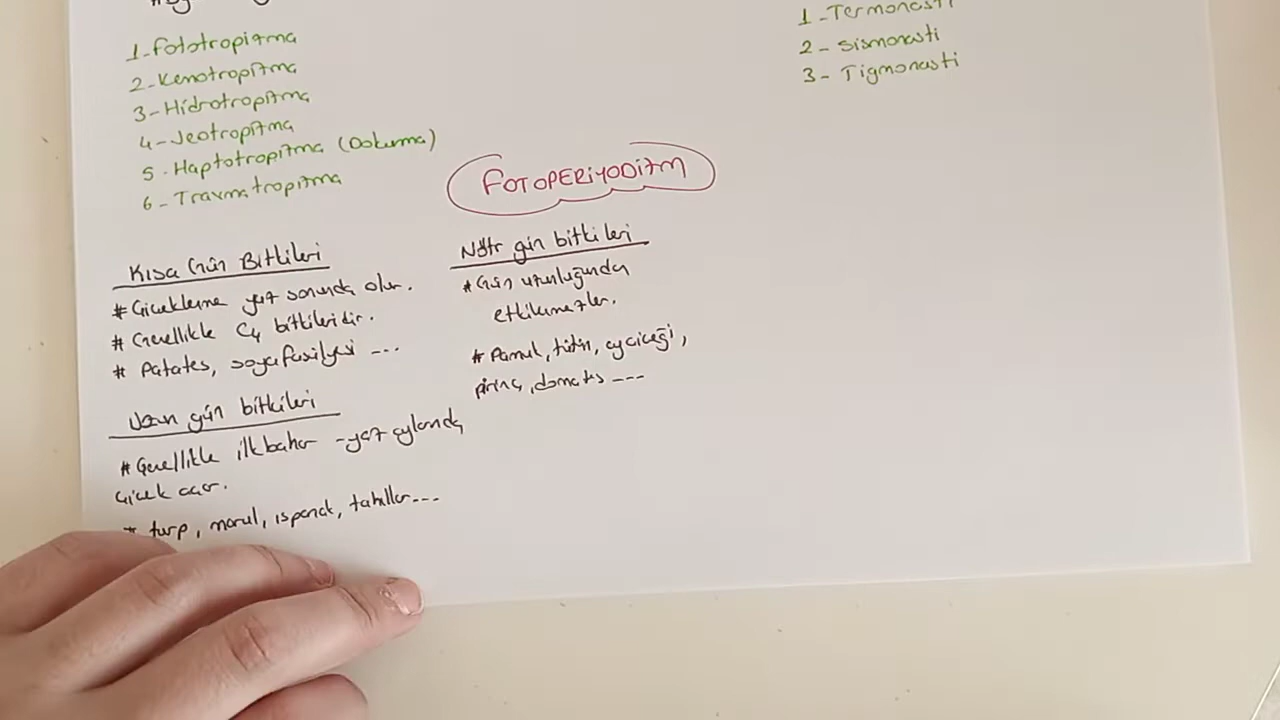 1-Fototropizma
2-Kemotropizma
3-Hidrotropizma
4-Jeotropizma
5-Haptotropizma (Dokunma)
6-Travmatropizma
1-Termonasti
2-Sismonasti
3-Tigmonasti
FOTOPERİYODİZM
Kısa Gün Bitkileri
# Çiçeklenme yaz sonunda olur.
# Genellikle C4 bitkileridir.
# Patates, soya fasülyesi ---
Uzun gün bitkileri
# Genellikle ilkbahar -yaz aylarında
çiçek açar.
* turp, marul, ıspanak, tahıllar---
Nötr gün bitkileri
* Gün uzunluğundan
etkilenmezler.
* Pamuk, tütün, ayçiçeği,
pirinç, domates ---